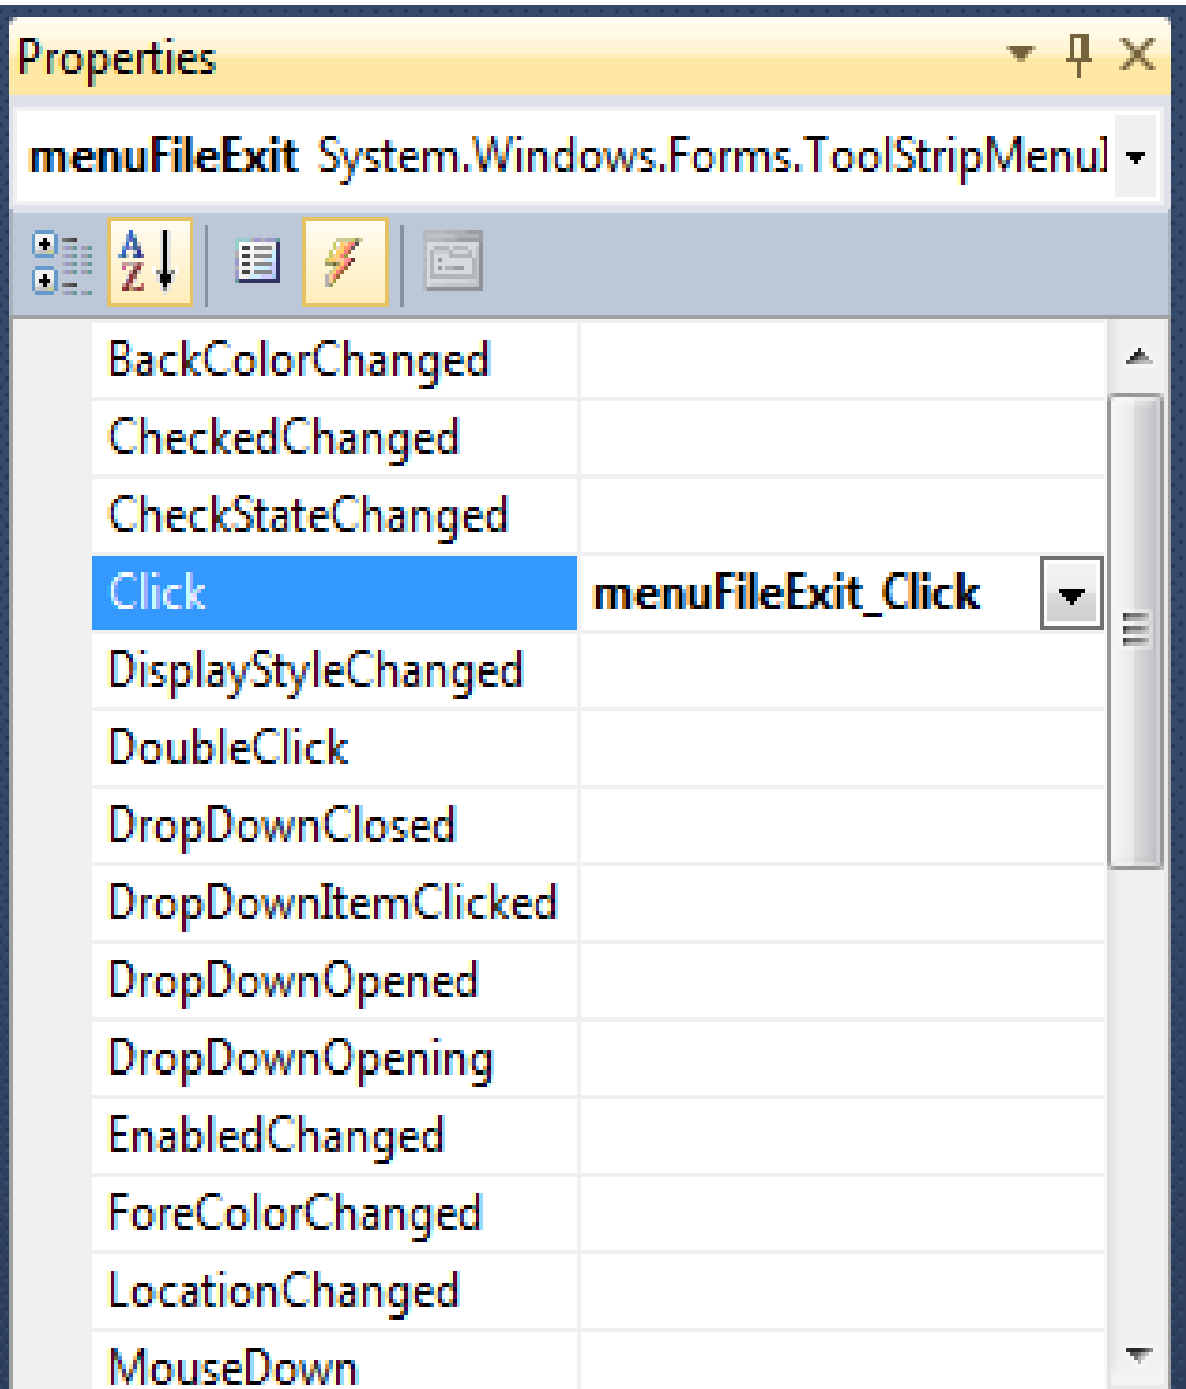 Properties
menuFileExit System.Windows.Forms.ToolStripMenuI
BackColorChanged
CheckedChanged
CheckStateChanged
Click menuFileExit_Click
DisplayStyleChanged
DoubleClick
DropDownClosed
DropDownItemClicked
DropDownOpened
DropDownOpening
EnabledChanged
ForeColorChanged
LocationChanged
MouseDown